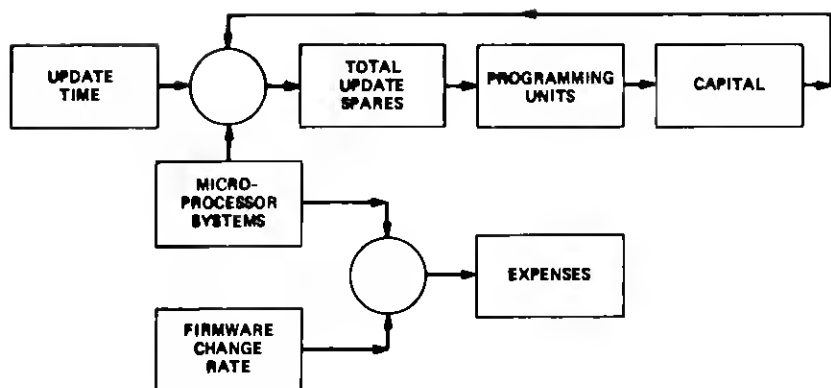 UPDATE
TIME
TOTAL
UPDATE
SPARES
PROGRAMMING
UNITS
CAPITAL
MICRO-
PROCESSOR
SYSTEMS
EXPENSES
FIRMWARE
CHANGE
RATE